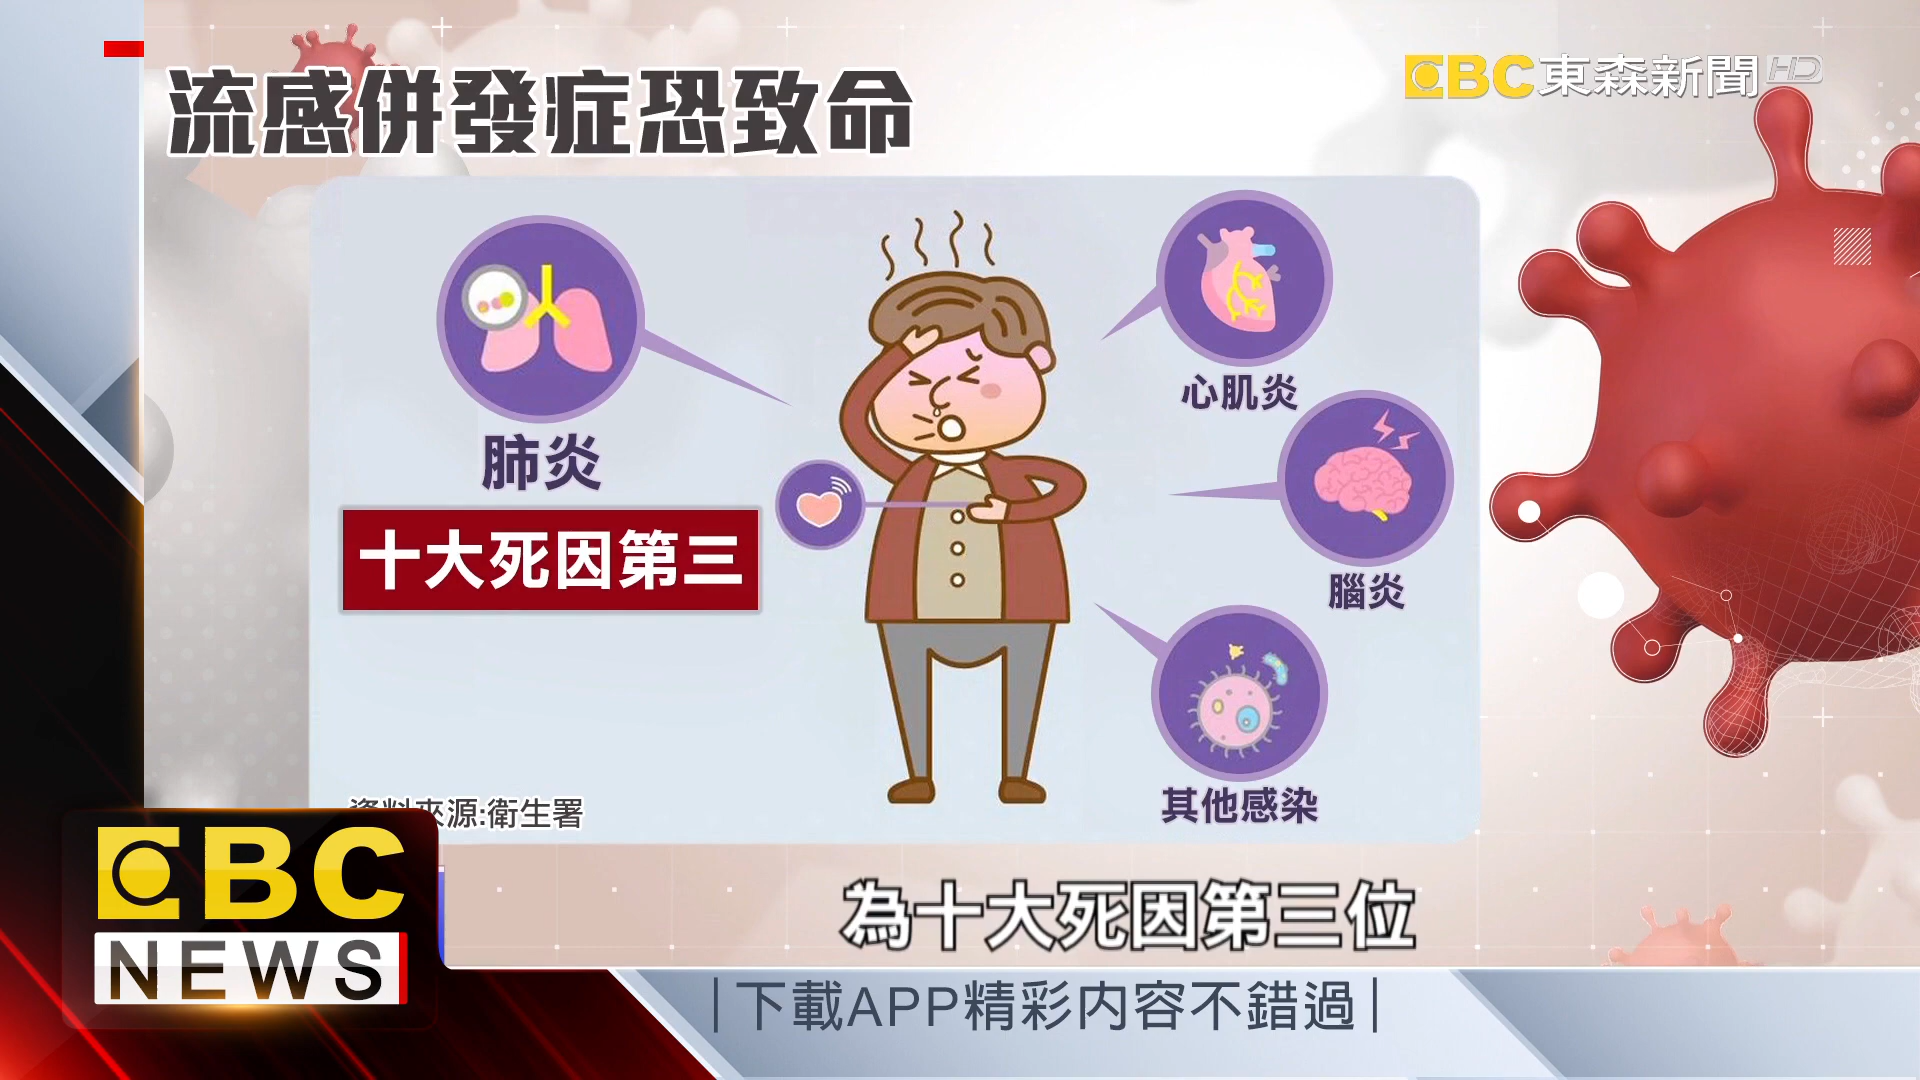 流感併發症恐致命
EBC東森新聞HD
肺炎
十大死因第三
心肌炎
腦炎
其他感染
資料來源:衛生署
為十大死因第三位
EBC
NEWS
|下載APP精彩內容不錯過|